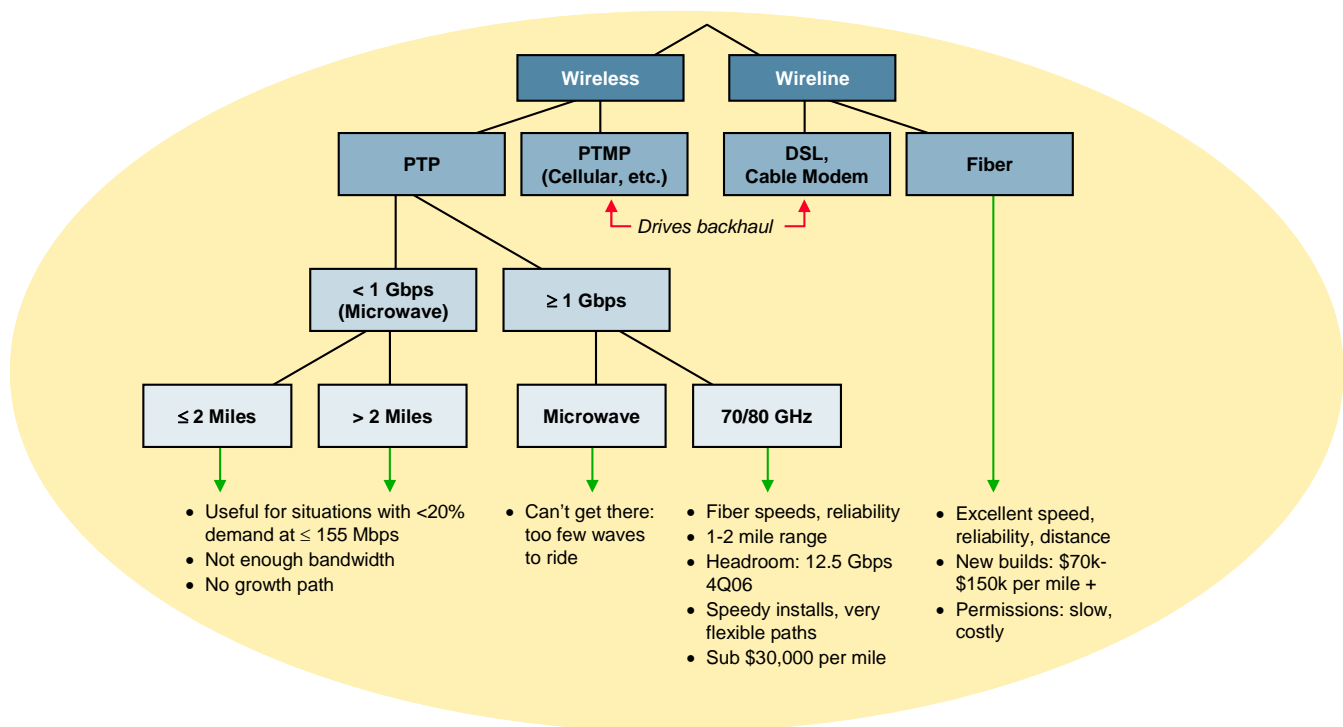 Wireless
Wireline
PTP
PTMP
(Cellular, etc.)
DSL,
Cable Modem
Fiber
Drives backhaul
< 1 Gbps
(Microwave)
≥ 1 Gbps
≤ 2 Miles
> 2 Miles
Microwave
70/80 GHz
• Useful for situations with <20%
demand at ≤ 155 Mbps
• Not enough bandwidth
• No growth path
• Can’t get there:
too few waves
to ride
• Fiber speeds, reliability
• 1-2 mile range
• Headroom: 12.5 Gbps
4Q06
• Speedy installs, very
flexible paths
• Sub $30,000 per mile
• Excellent speed,
reliability, distance
• New builds: $70k-
$150k per mile +
• Permissions: slow,
costly